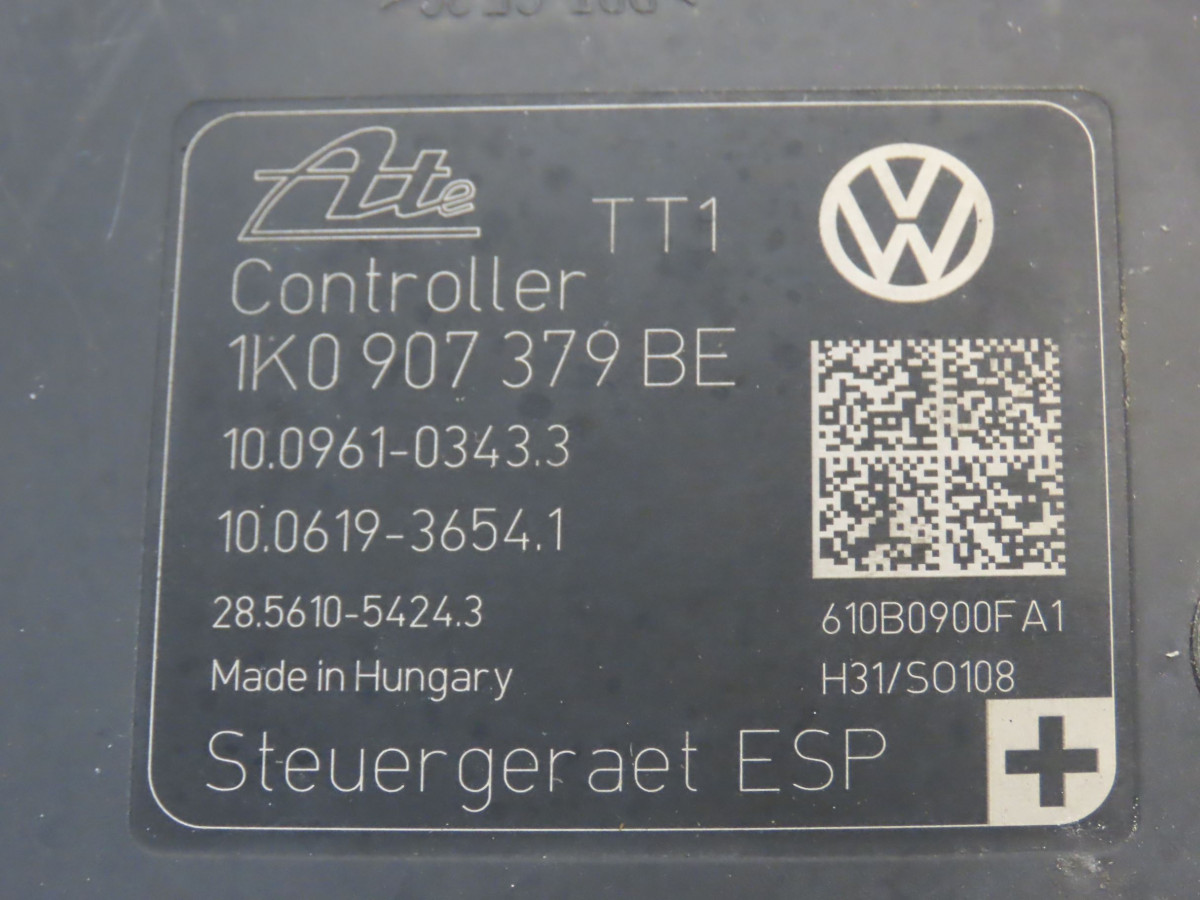 Ate
TT1
Controller
1K0 907 379 BE
10.0961-0343.3
10.0619-3654.1
28.5610-5424.3
610B0900FA1
Made in Hungary
H31/SO108
Steuergeraet ESP